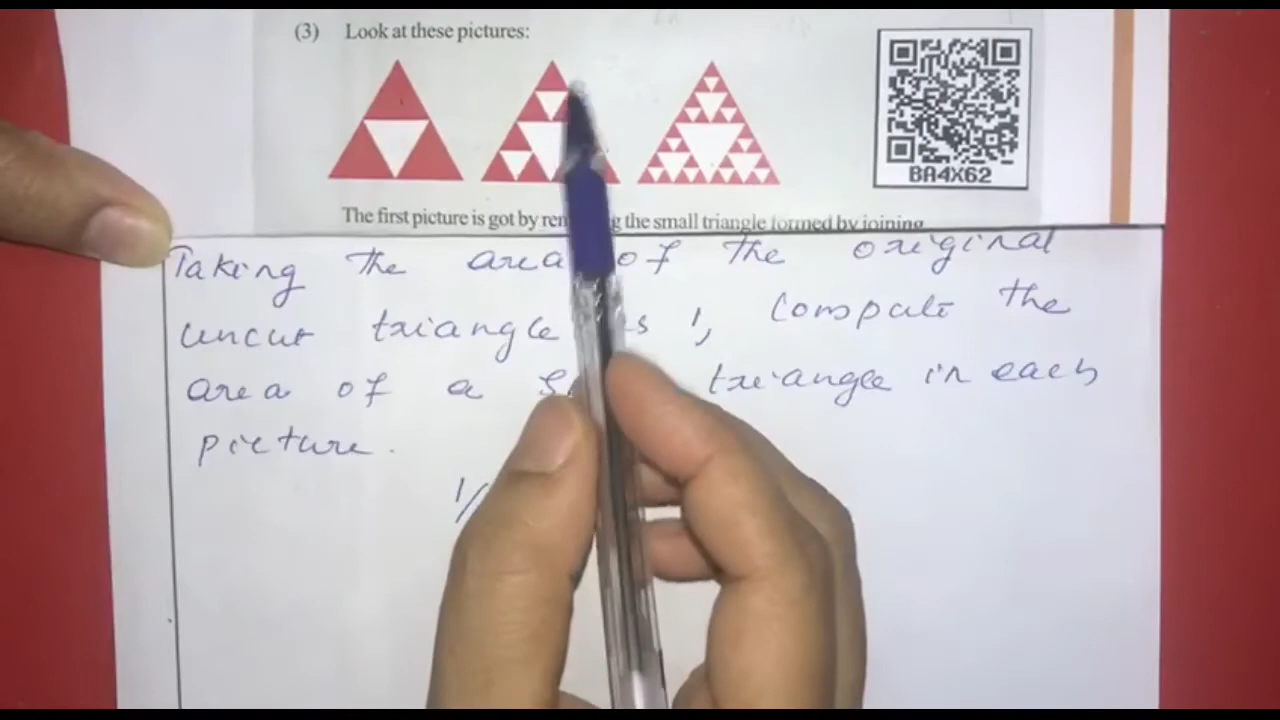 (3) Look at these pictures:
BA4X62
The first picture is got by the small triangle formed by joining
Taking the area of the original
uncut triangle 1, compute the
area of a triangle in each
picture.
1/